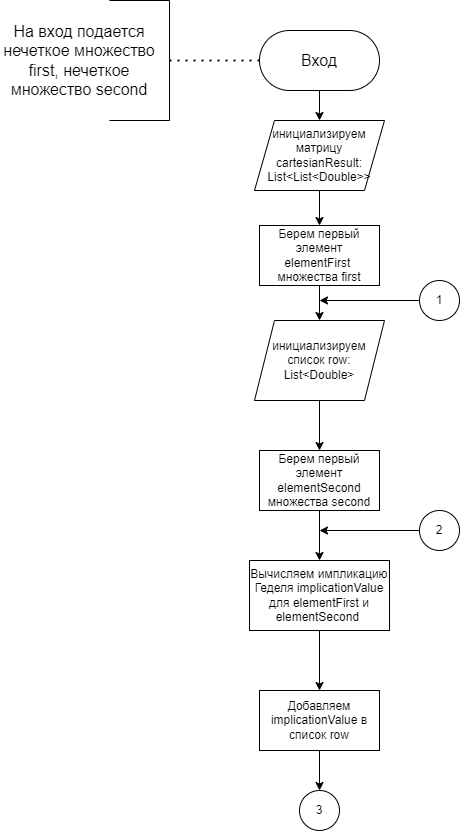 На вход подается
нечеткое множество
first, нечеткое
множество second
Вход
инициализируем
матрицу
cartesianResult:
List<List<Double>>
Берем первый
элемент
elementFirst
множества first
1
инициализируем
список row:
List<Double>
Берем первый
элемент
elementSecond
множества second
2
Вычисляем импликацию
Геделя implicationValue
для elementFirst и
elementSecond
Добавляем
implicationValue в
список row
3